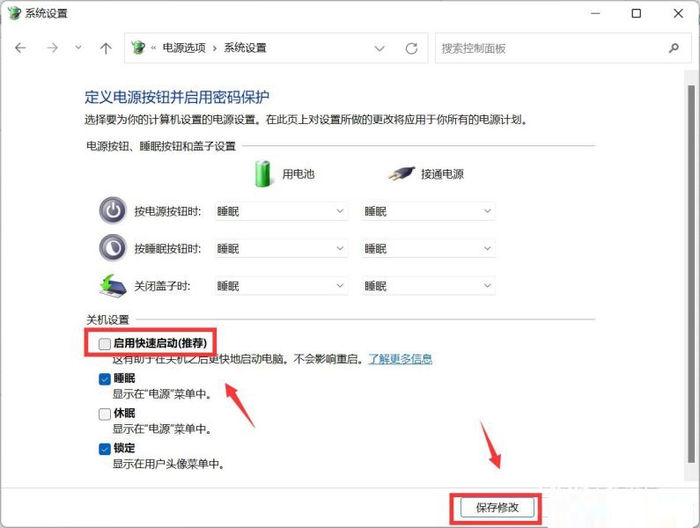 系统设置
« 电源选项 › 系统设置
搜索控制面板
定义电源按钮并启用密码保护
选择要为你的计算机设置的电源设置。在此页上对设置所做的更改将应用于你所有的电源计划。
电源按钮、睡眠按钮和盖子设置
用电池 接通电源
按电源按钮时: 睡眠 睡眠
按睡眠按钮时: 睡眠 睡眠
关闭盖子时: 睡眠 睡眠
关机设置
启用快速启动(推荐)
这有助于在关机之后更快地启动电脑。不会影响重启。了解更多信息
睡眠
显示在"电源"菜单中。
休眠
显示在"电源"菜单中。
锁定
显示在用户头像菜单中。
保存修改